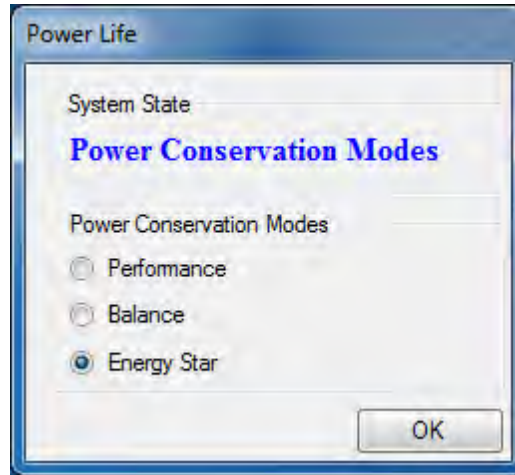 Power Life
System State
Power Conservation Modes
Power Conservation Modes
Performance
Balance
Energy Star
OK